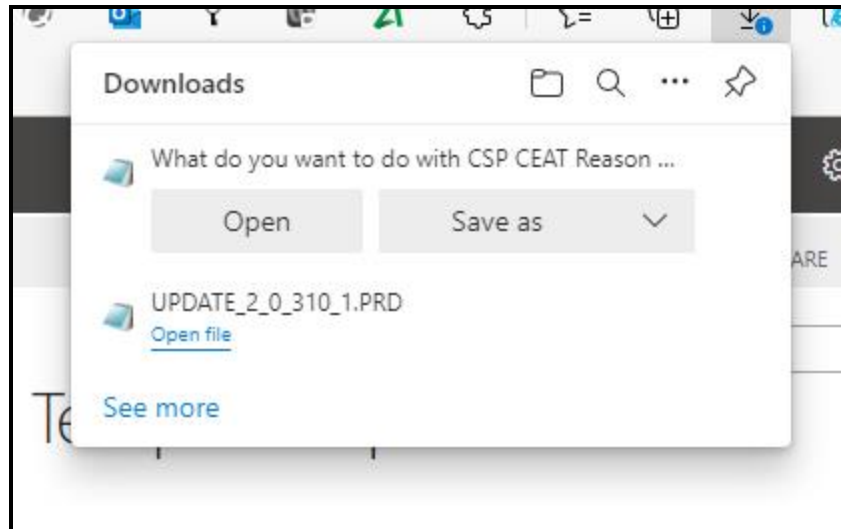 Downloads
What do you want to do with CSP CEAT Reason ...
Open
Save as
ARE
UPDATE_2_0_310_1.PRD
Open file
See more
Te